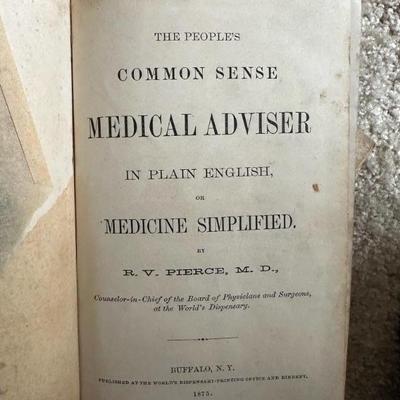 THE PEOPLE'S
COMMON SENSE
MEDICAL ADVISER
IN PLAIN ENGLISH,
OR
MEDICINE SIMPLIFIED.
BY
R. V. PIERCE, M. D.,
Counselor-in-Chief of the Board of Physicians and Surgeons,
at the World's Dispensary.
BUFFALO, N. Y.
PUBLISHED AT THE WORLD'S DISPENSARY-PRINTING OFFICE AND BINDERY,
1875.